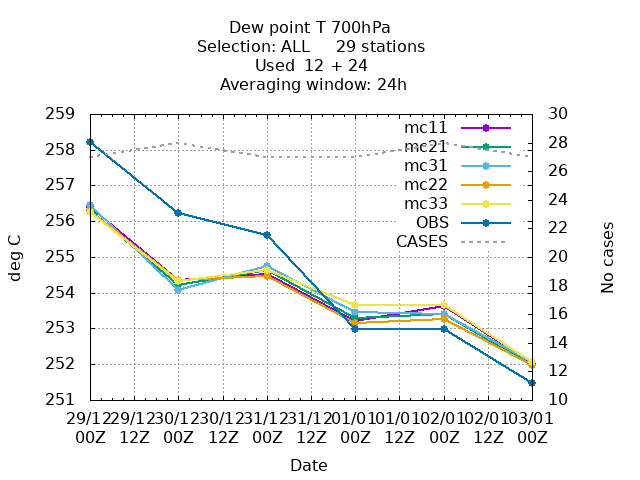 Dew point T 700hPa
Selection: ALL     29 stations
Used  12 + 24
Averaging window: 24h
259
258
257
256
255
254
253
252
251
30
28
26
24
22
20
18
16
14
12
10
mc11
mc21
mc31
mc22
mc33
OBS
CASES
deg C
No cases
29/12 29/12 30/12 30/12 31/12 31/12 01/01 01/01 02/01 02/01 03/01
00Z 12Z 00Z 12Z 00Z 12Z 00Z 12Z 00Z 12Z 00Z
Date